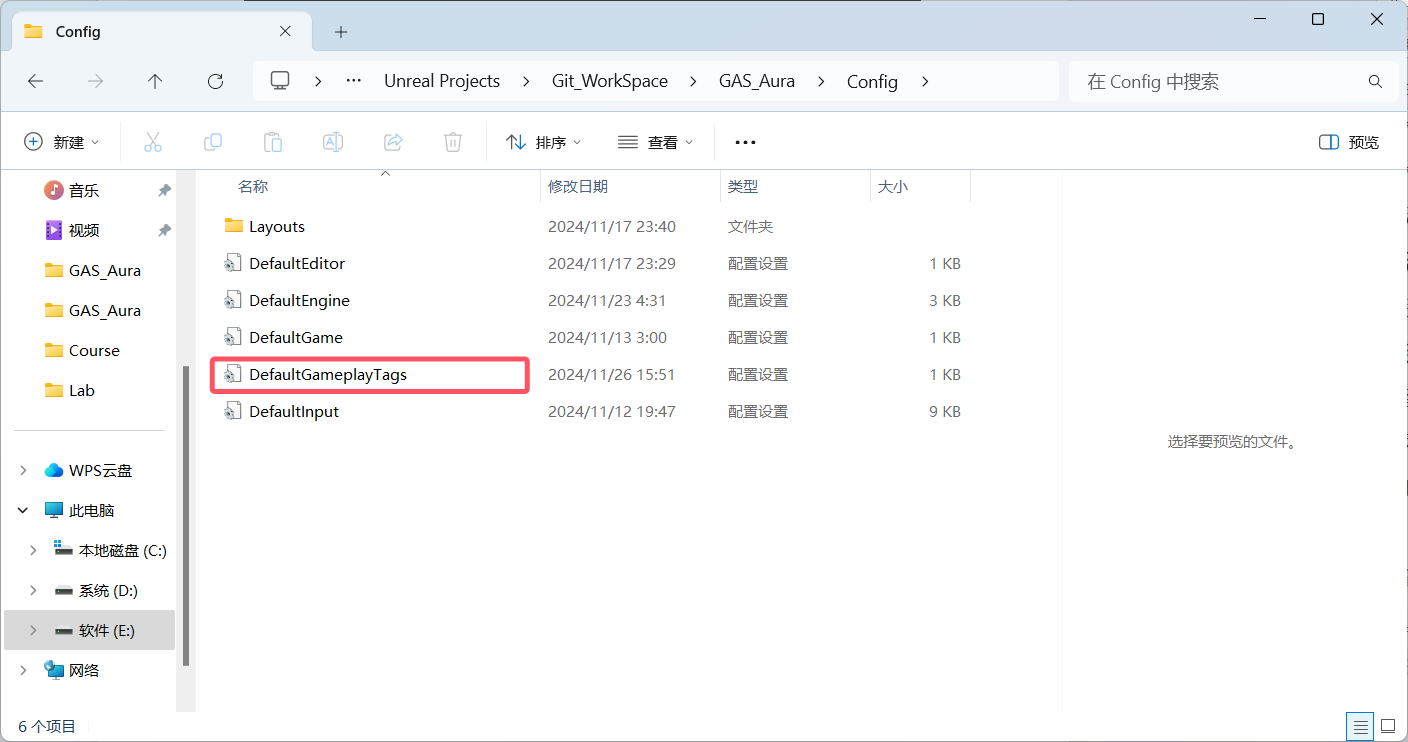 Config
Unreal Projects
Git_WorkSpace
GAS_Aura
Config
在 Config 中搜索
新建
排序
查看
预览
音乐
视频
GAS_Aura
GAS_Aura
Course
Lab
WPS云盘
此电脑
本地磁盘 (C:)
系统 (D:)
软件 (E:)
网络
名称 修改日期 类型 大小
Layouts 2024/11/17 23:40 文件夹
DefaultEditor 2024/11/17 23:29 配置设置 1 KB
DefaultEngine 2024/11/23 4:31 配置设置 3 KB
DefaultGame 2024/11/13 3:00 配置设置 1 KB
DefaultGameplayTags 2024/11/26 15:51 配置设置 1 KB
DefaultInput 2024/11/12 19:47 配置设置 9 KB
选择要预览的文件。
6 个项目